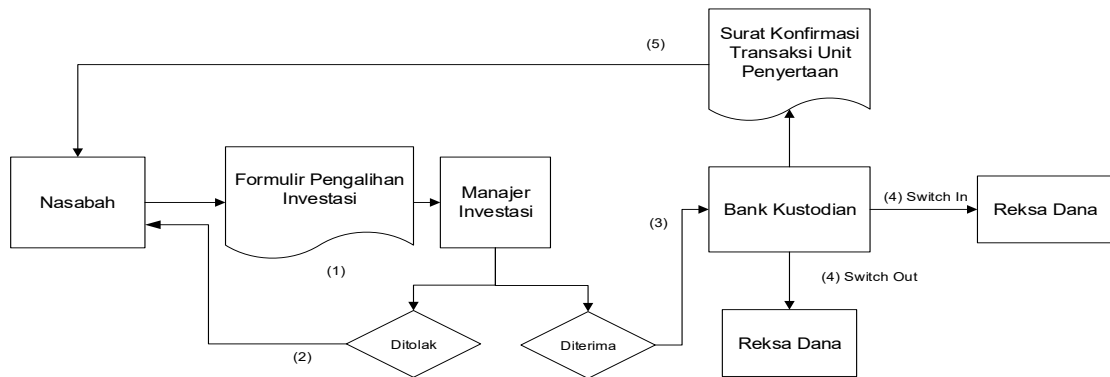 Surat Konfirmasi
Transaksi Unit
Penyertaan
(5)
Nasabah
Formulir Pengalihan
Investasi
(1)
Manajer
Investasi
(3)
Bank Kustodian
(4) Switch In
Reksa Dana
(4) Switch Out
Ditolak
(2)
Diterima
Reksa Dana